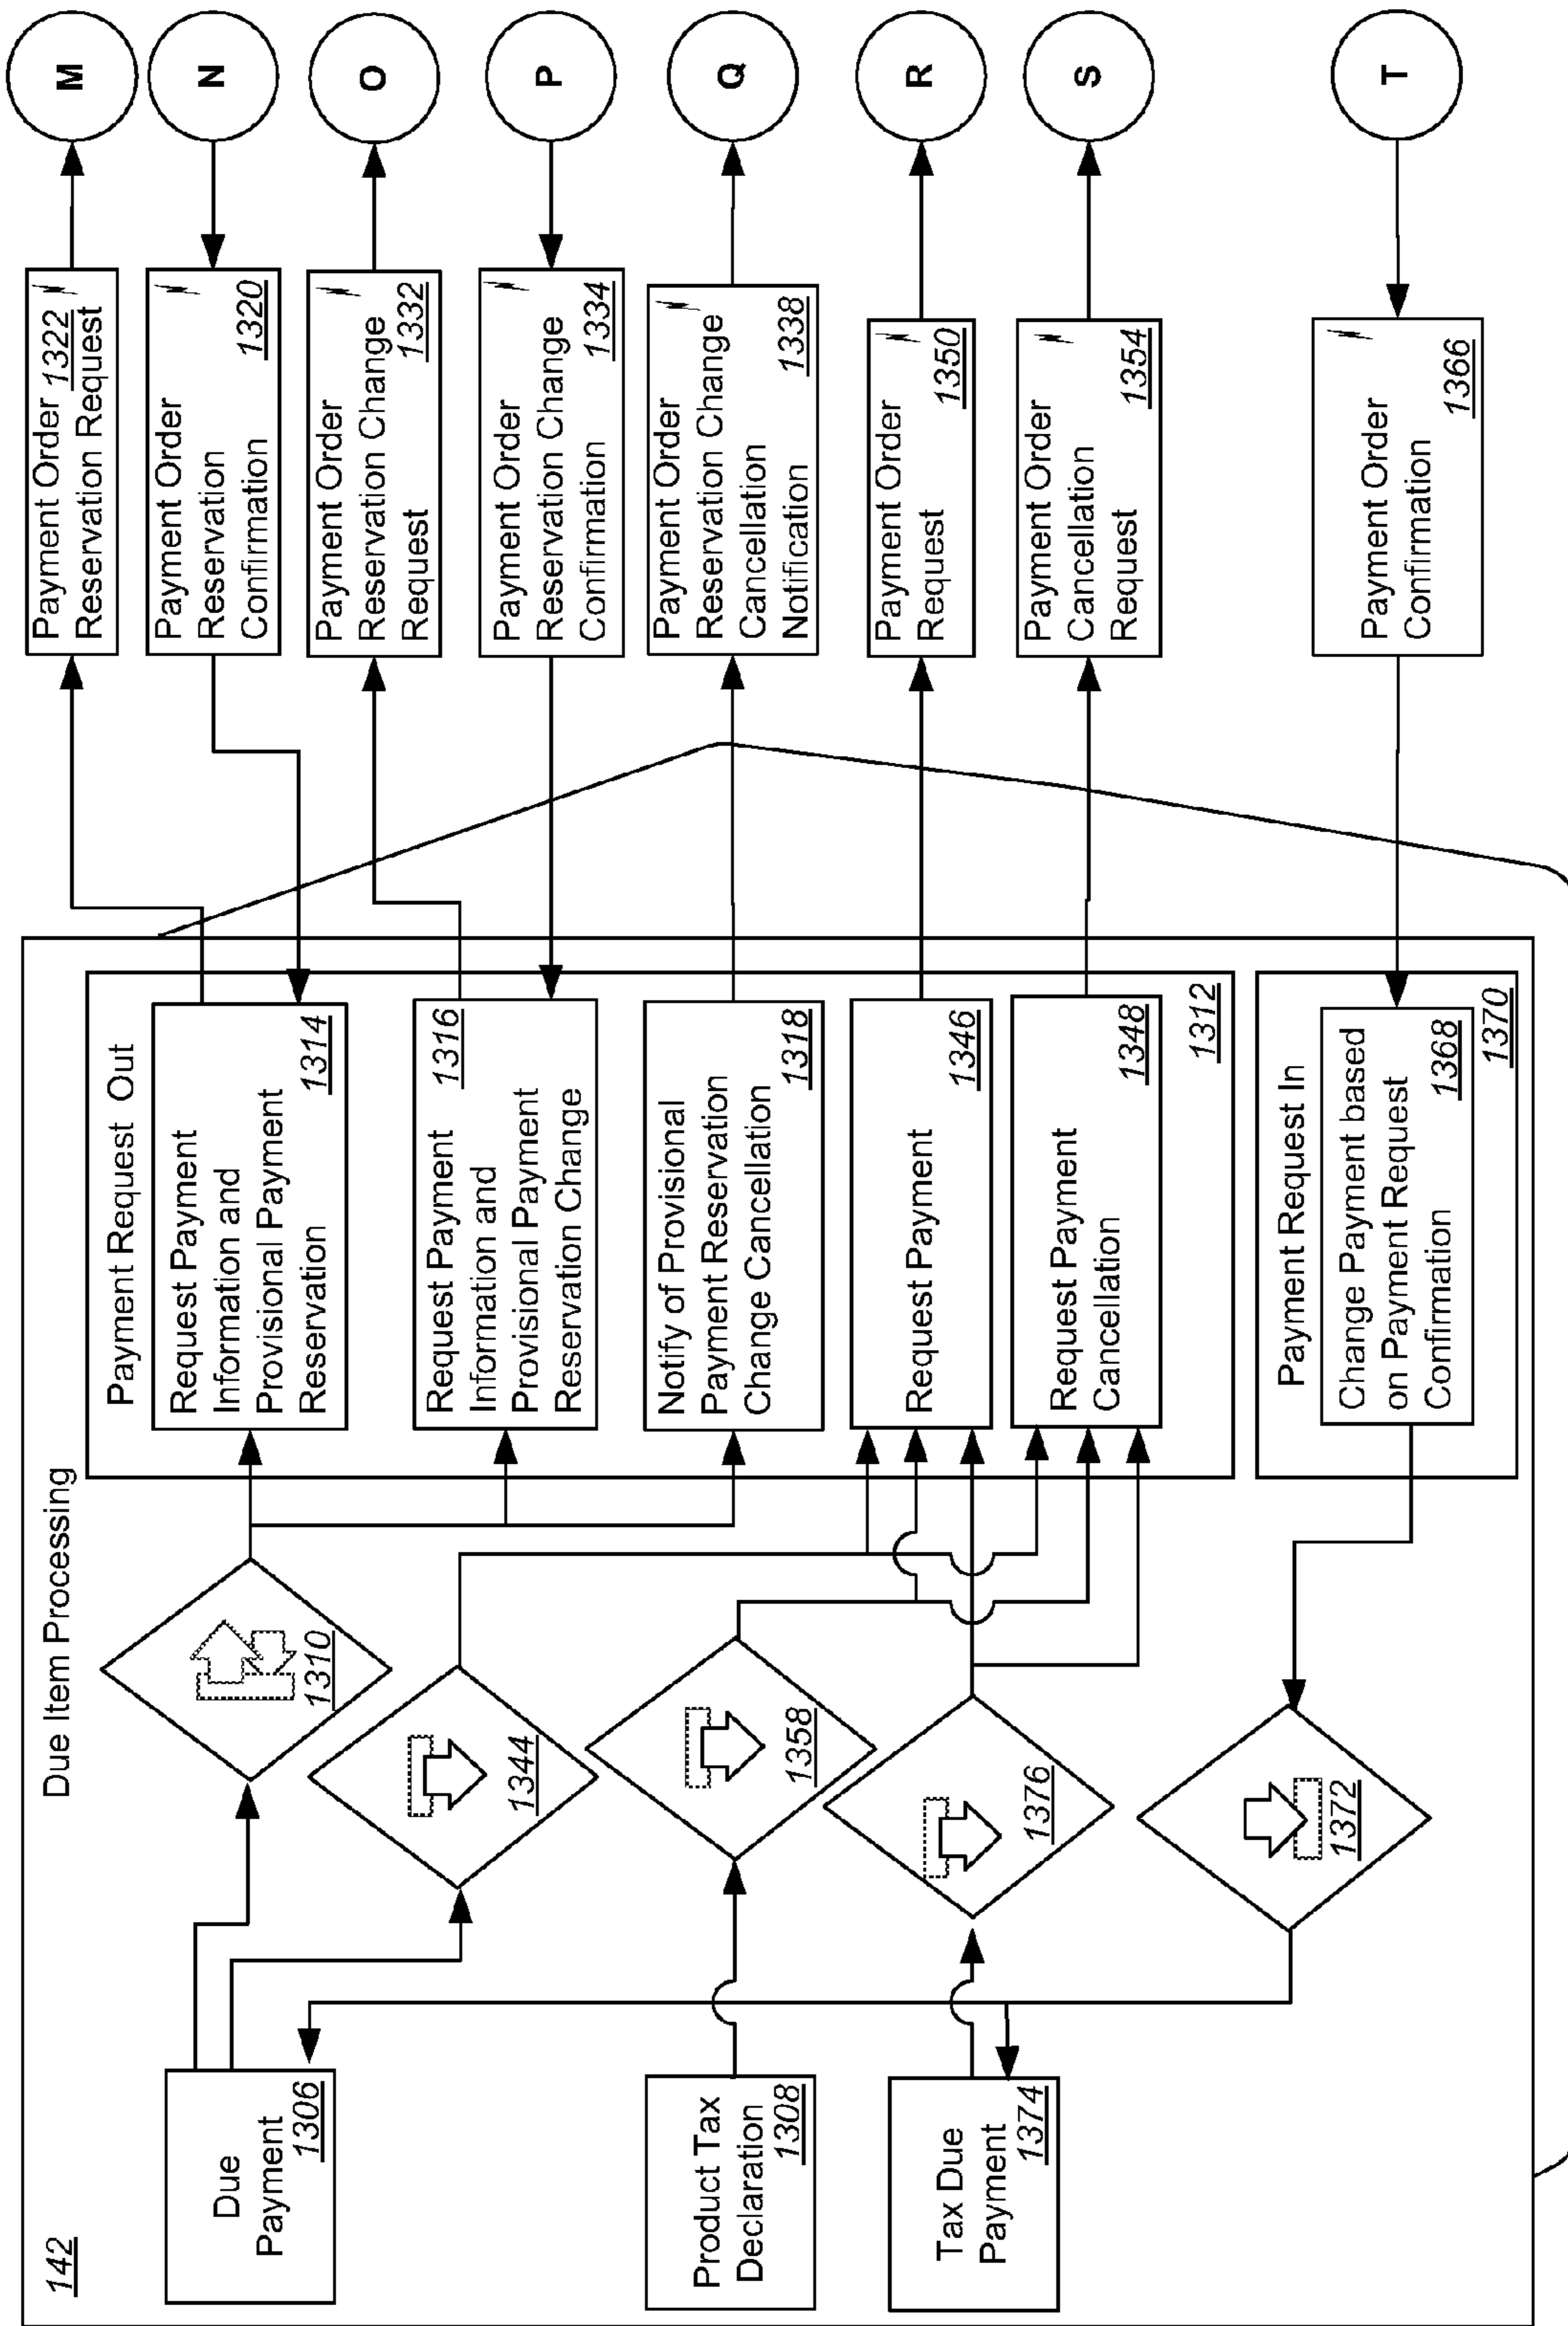 142
Due Item Processing
Due
Payment
1306
Product Tax
Declaration
1308
Tax Due
Payment
1374
1310
1344
1358
1376
1372
Payment Request Out
Request Payment
Information and
Provisional Payment
Reservation
1314
Request Payment
Information and
Provisional Payment
Reservation Change
1316
Notify of Provisional
Payment Reservation
Change Cancellation
1318
Request Payment
1346
Request Payment
Cancellation
1348
1312
Payment Request In
Change Payment based
on Payment Request
Confirmation
1368
1370
Payment Order 1322
Reservation Request
Payment Order
Reservation
Confirmation
1320
Payment Order
Reservation Change
Request
1332
Payment Order
Reservation Change
Confirmation
1334
Payment Order
Reservation Change
Cancellation
Notification
1338
Payment Order
Request
1350
Payment Order
Cancellation
Request
1354
Payment Order
Confirmation
1366
M
N
O
P
Q
R
S
T